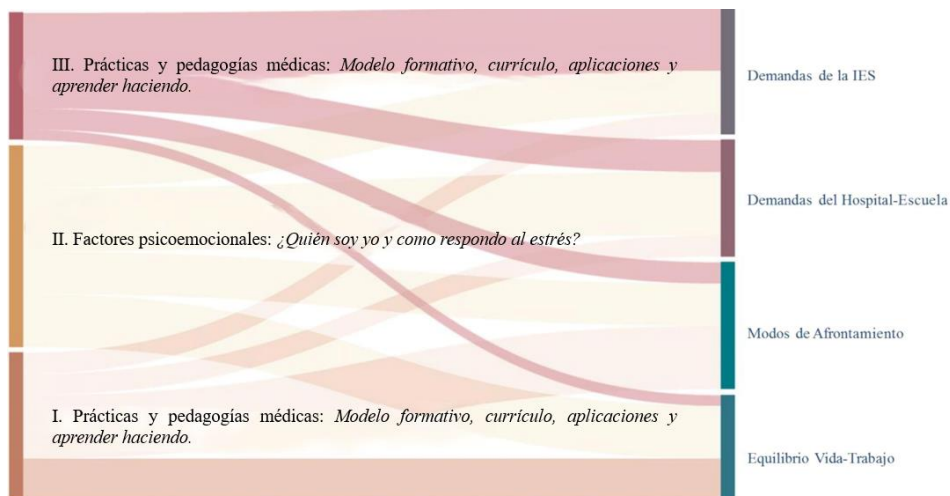 III. Prácticas y pedagogías médicas: Modelo formativo, currículo, aplicaciones y
aprender haciendo.
Demandas de la IES
Demandas del Hospital-Escuela
II. Factores psicoemocionales: ¿Quién soy yo y como respondo al estrés?
Modos de Afrontamiento
I. Prácticas y pedagogías médicas: Modelo formativo, currículo, aplicaciones y
aprender haciendo.
Equilibrio Vida-Trabajo